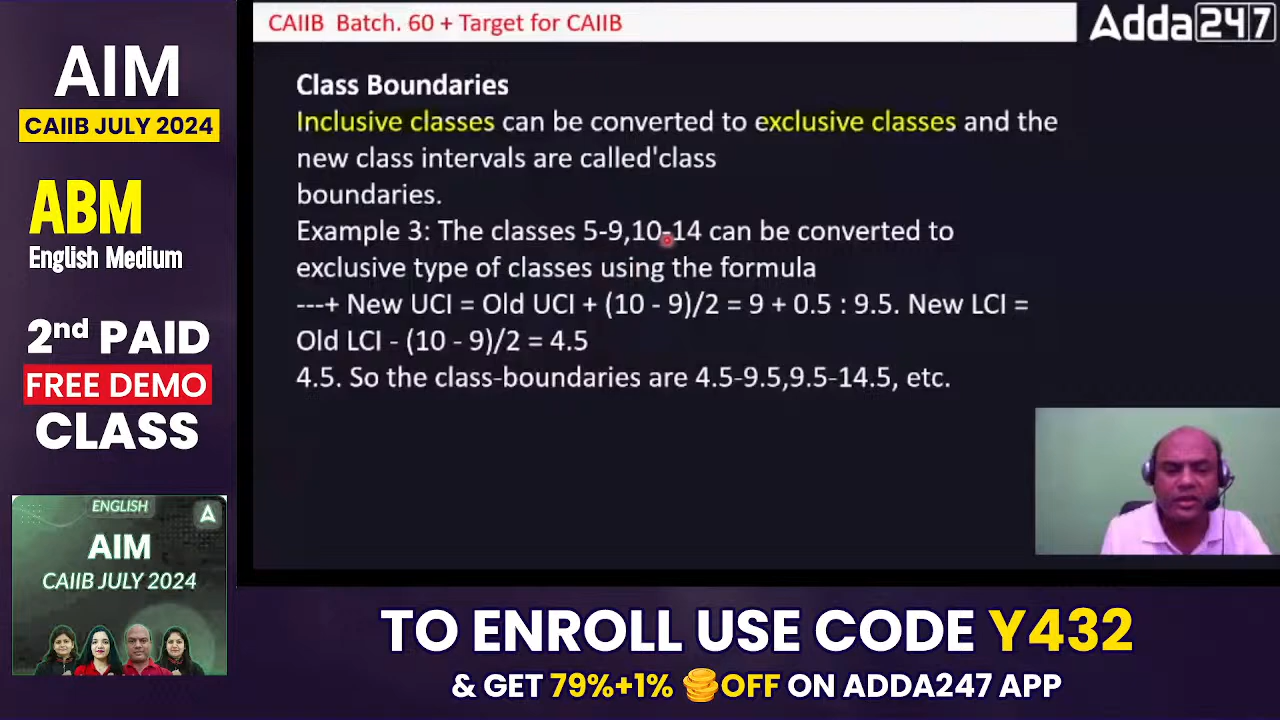 AIM
CAIIB JULY 2024
ABM
English Medium
2nd PAID
FREE DEMO
CLASS
ENGLISH
A
AIM
CAIIB JULY 2024
CAIIB Batch. 60 + Target for CAIIB
Adda247
Class Boundaries
Inclusive classes can be converted to exclusive classes and the
new class intervals are called'class
boundaries.
Example 3: The classes 5-9,10-14 can be converted to
exclusive type of classes using the formula
---+ New UCI = Old UCI + (10 - 9)/2 = 9 + 0.5 : 9.5. New LCI =
Old LCI - (10 - 9)/2 = 4.5
4.5. So the class-boundaries are 4.5-9.5,9.5-14.5, etc.
TO ENROLL USE CODE Y432
& GET 79%+1% OFF ON ADDA247 APP